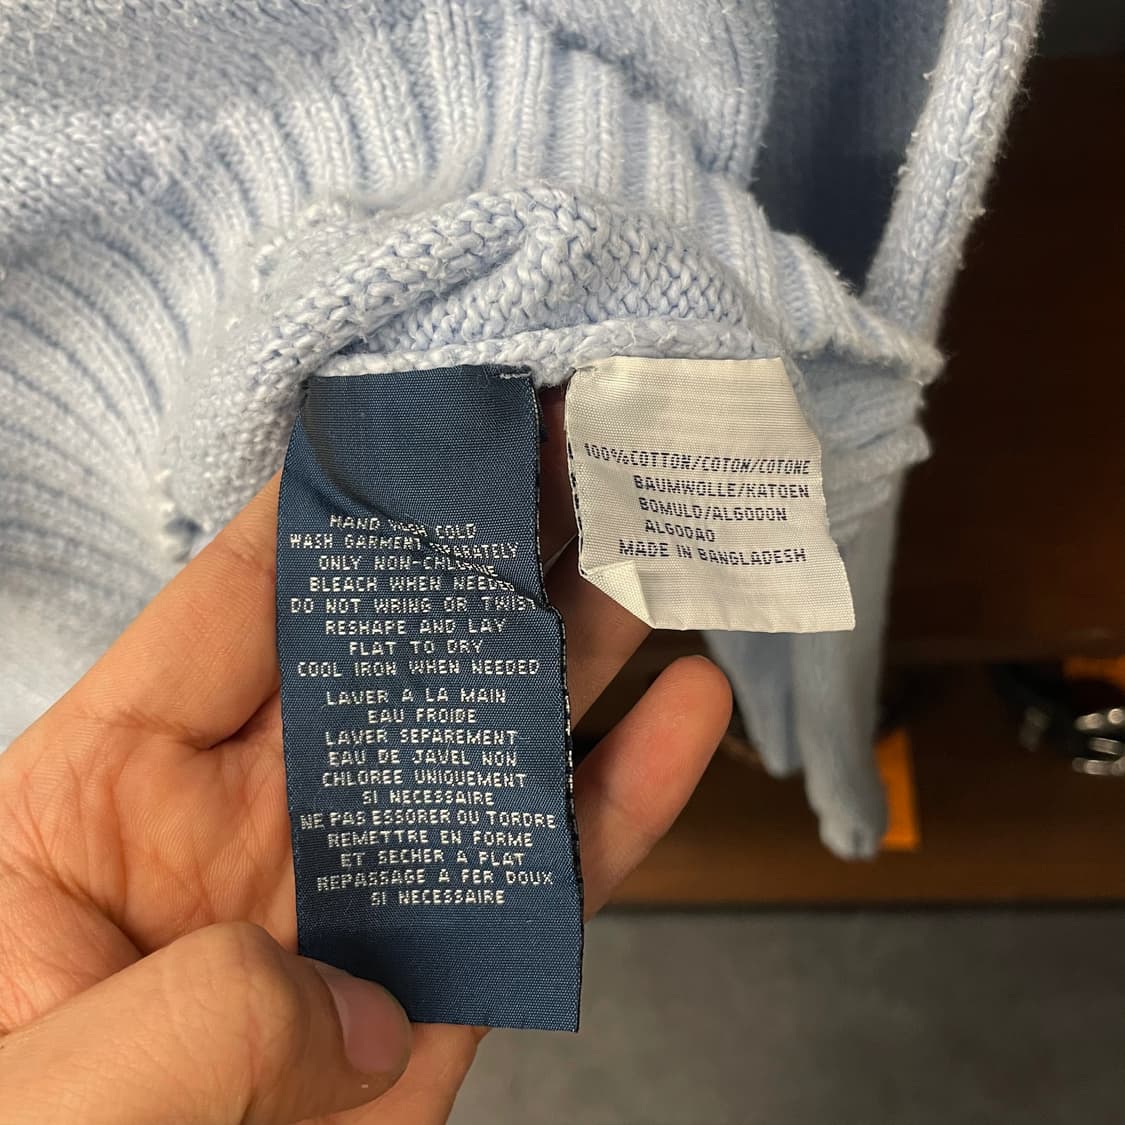 HAND WASH COLD
WASH GARMENT SEPARATELY
ONLY NON-CHLORINE
BLEACH WHEN NEEDED
DO NOT WRING OR TWIST
RESHAPE AND LAY
FLAT TO DRY
COOL IRON WHEN NEEDED
LAVER A LA MAIN
EAU FROIDE
LAVER SEPAREMENT
EAU DE JAVEL NON
CHLOREE UNIQUEMENT
SI NECESSAIRE
NE PAS ESSORER OU TORDRE
REMETTRE EN FORME
ET SECHER A PLAT
REPASSAGE A FER DOUX
SI NECESSAIRE
100%COTTON/COTON/COTONE
BAUMWOLLE/KATOEN
BOMULD/ALGODON
ALGODAO
MADE IN BANGLADESH